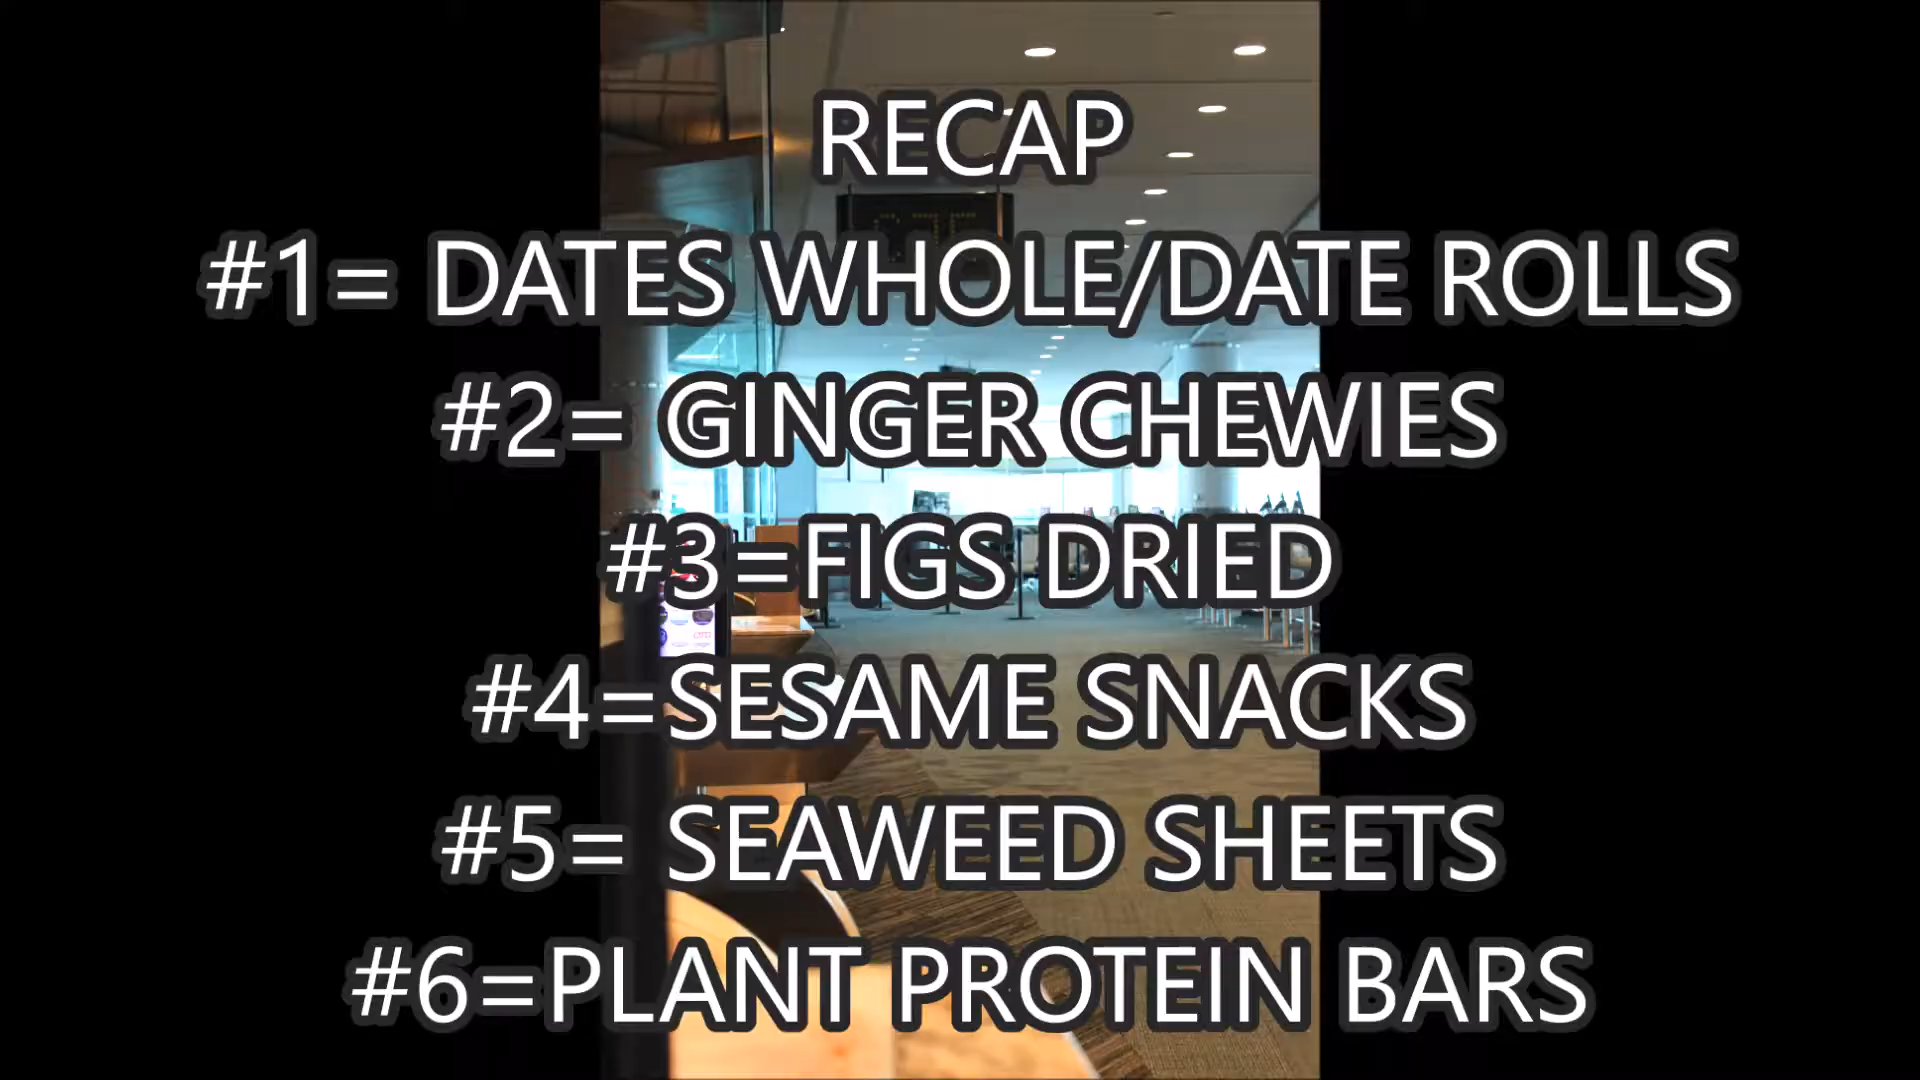 RECAP
#1= DATES WHOLE/DATE ROLLS
#2= GINGER CHEWIES
#3=FIGS DRIED
#4=SESAME SNACKS
#5= SEAWEED SHEETS
#6=PLANT PROTEIN BARS